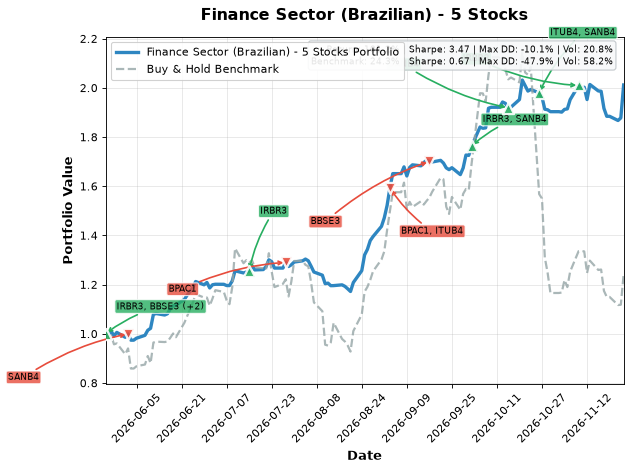 Finance Sector (Brazilian) - 5 Stocks
ITUB4, SANB4
Finance Sector (Brazilian) - 5 Stocks Portfolio
Buy & Hold Benchmark
Sharpe: 3.47 | Max DD: -10.1% | Vol: 20.8%
Benchmark: 24.3%
Sharpe: 0.67 | Max DD: -47.9% | Vol: 58.2%
IRBR3, SANB4
IRBR3
BBSE3
BPAC1, ITUB4
BPAC1
IRBR3, BBSE3 (+2)
SANB4
Portfolio Value
2.2
2.0
1.8
1.6
1.4
1.2
1.0
0.8
2026-06-05
2026-06-21
2026-07-07
2026-07-23
2026-08-08
2026-08-24
2026-09-09
2026-09-25
2026-10-11
2026-10-27
2026-11-12
Date